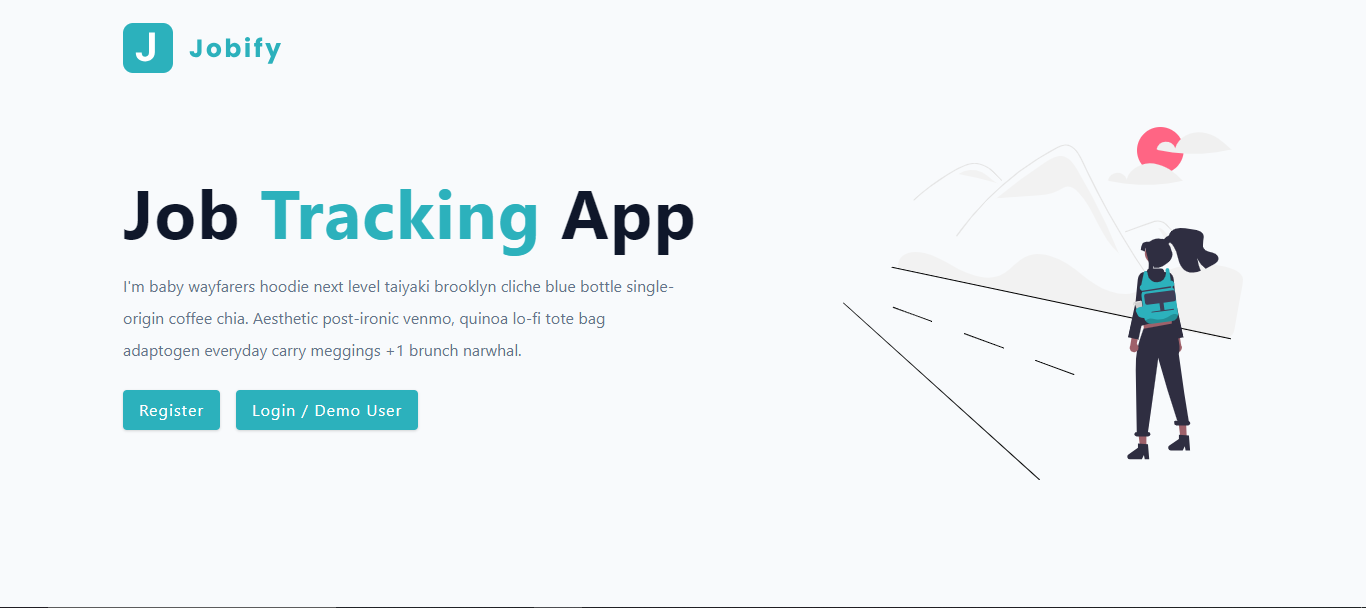 J Jobify
Job Tracking App
I'm baby wayfarers hoodie next level taiyaki brooklyn cliche blue bottle single-
origin coffee chia. Aesthetic post-ironic venmo, quinoa lo-fi tote bag
adaptogen everyday carry meggings +1 brunch narwhal.
Register Login / Demo User